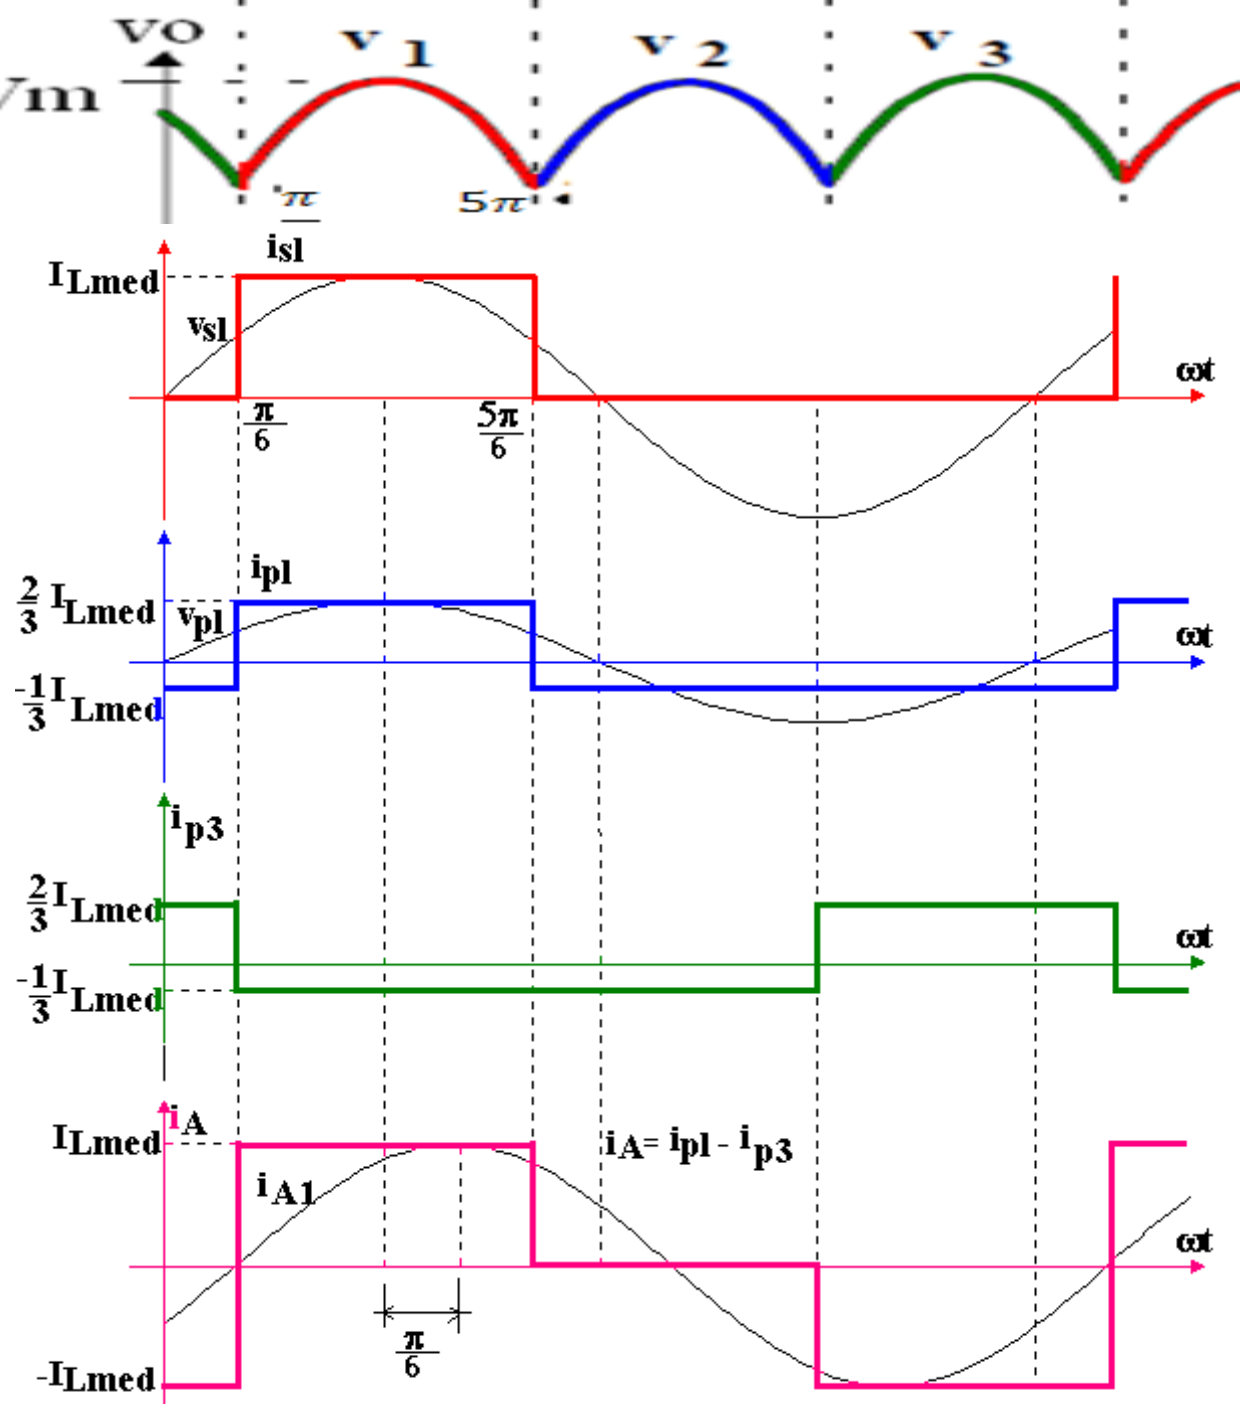 vo
v 1
v 2
v 3
Vm
π
5π
isl
ILmed
vsl
ωt
π/6
5π/6
ipl
2/3 ILmed
vpl
ωt
-1/3 ILmed
ip3
2/3 ILmed
ωt
-1/3 ILmed
iA
ILmed
iA= ipl - ip3
iA1
ωt
π/6
-ILmed